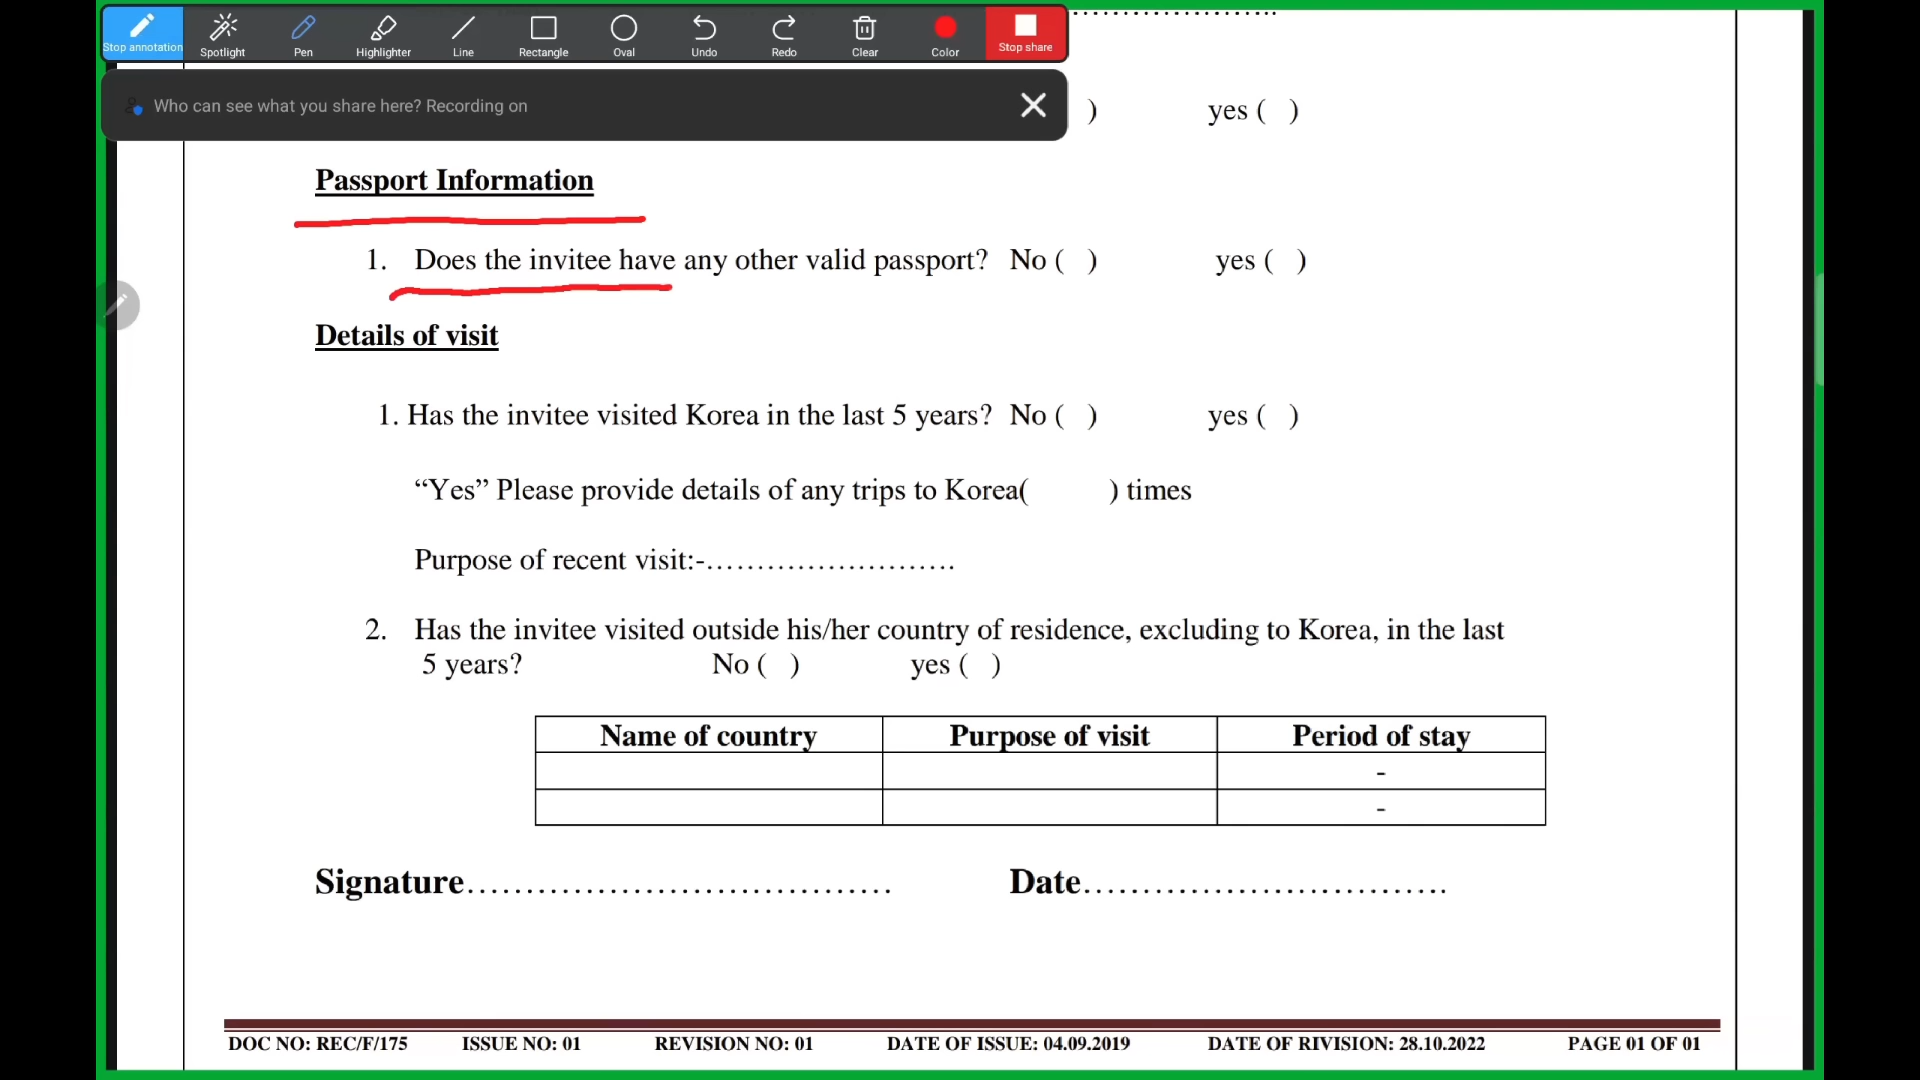 Stop annotation Spotlight Pen Highlighter Line Rectangle Oval Undo Redo Clear Color Stop share
Who can see what you share here? Recording on
) yes ( )
Passport Information
1. Does the invitee have any other valid passport? No ( ) yes ( )
Details of visit
1. Has the invitee visited Korea in the last 5 years? No ( ) yes ( )
“Yes” Please provide details of any trips to Korea( ) times
Purpose of recent visit:-……………………….
2. Has the invitee visited outside his/her country of residence, excluding to Korea, in the last
5 years? No ( ) yes ( )
Name of country Purpose of visit Period of stay
-
-
Signature……………………………… Date………………………….
DOC NO: REC/F/175 ISSUE NO: 01 REVISION NO: 01 DATE OF ISSUE: 04.09.2019 DATE OF RIVISION: 28.10.2022 PAGE 01 OF 01